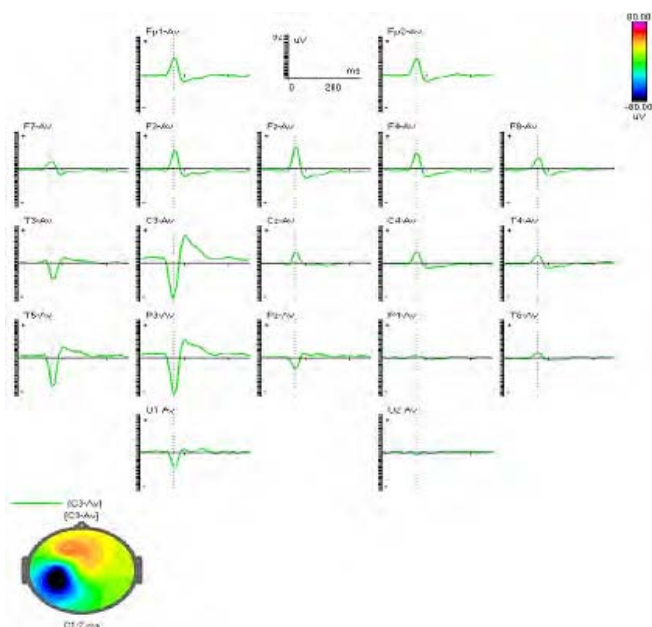 Fp1-Av
Fp2-Av
uV
ms
0 200
80.00
-80.00
uV
F7-Av
F3-Av
Fz-Av
F4-Av
F8-Av
T3-Av
C3-Av
Cz-Av
C4-Av
T4-Av
T5-Av
P3-Av
Pz-Av
P4-Av
T6-Av
O1-Av
O2-Av
(C3-Av)
(C3-Av)